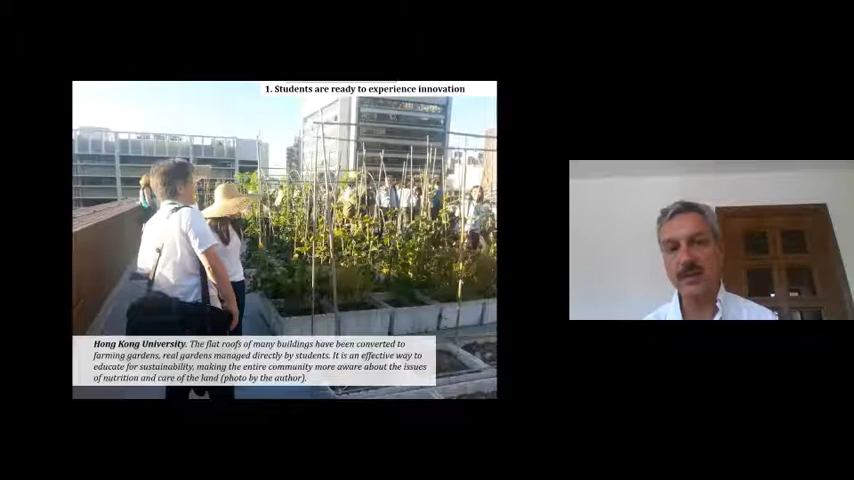 1. Students are ready to experience innovation
Hong Kong University. The flat roofs of many buildings have been converted to
farming gardens, real gardens managed directly by students. It is an effective way to
educate for sustainability, making the entire community more aware about the issues
of nutrition and care of the land (photo by the author).